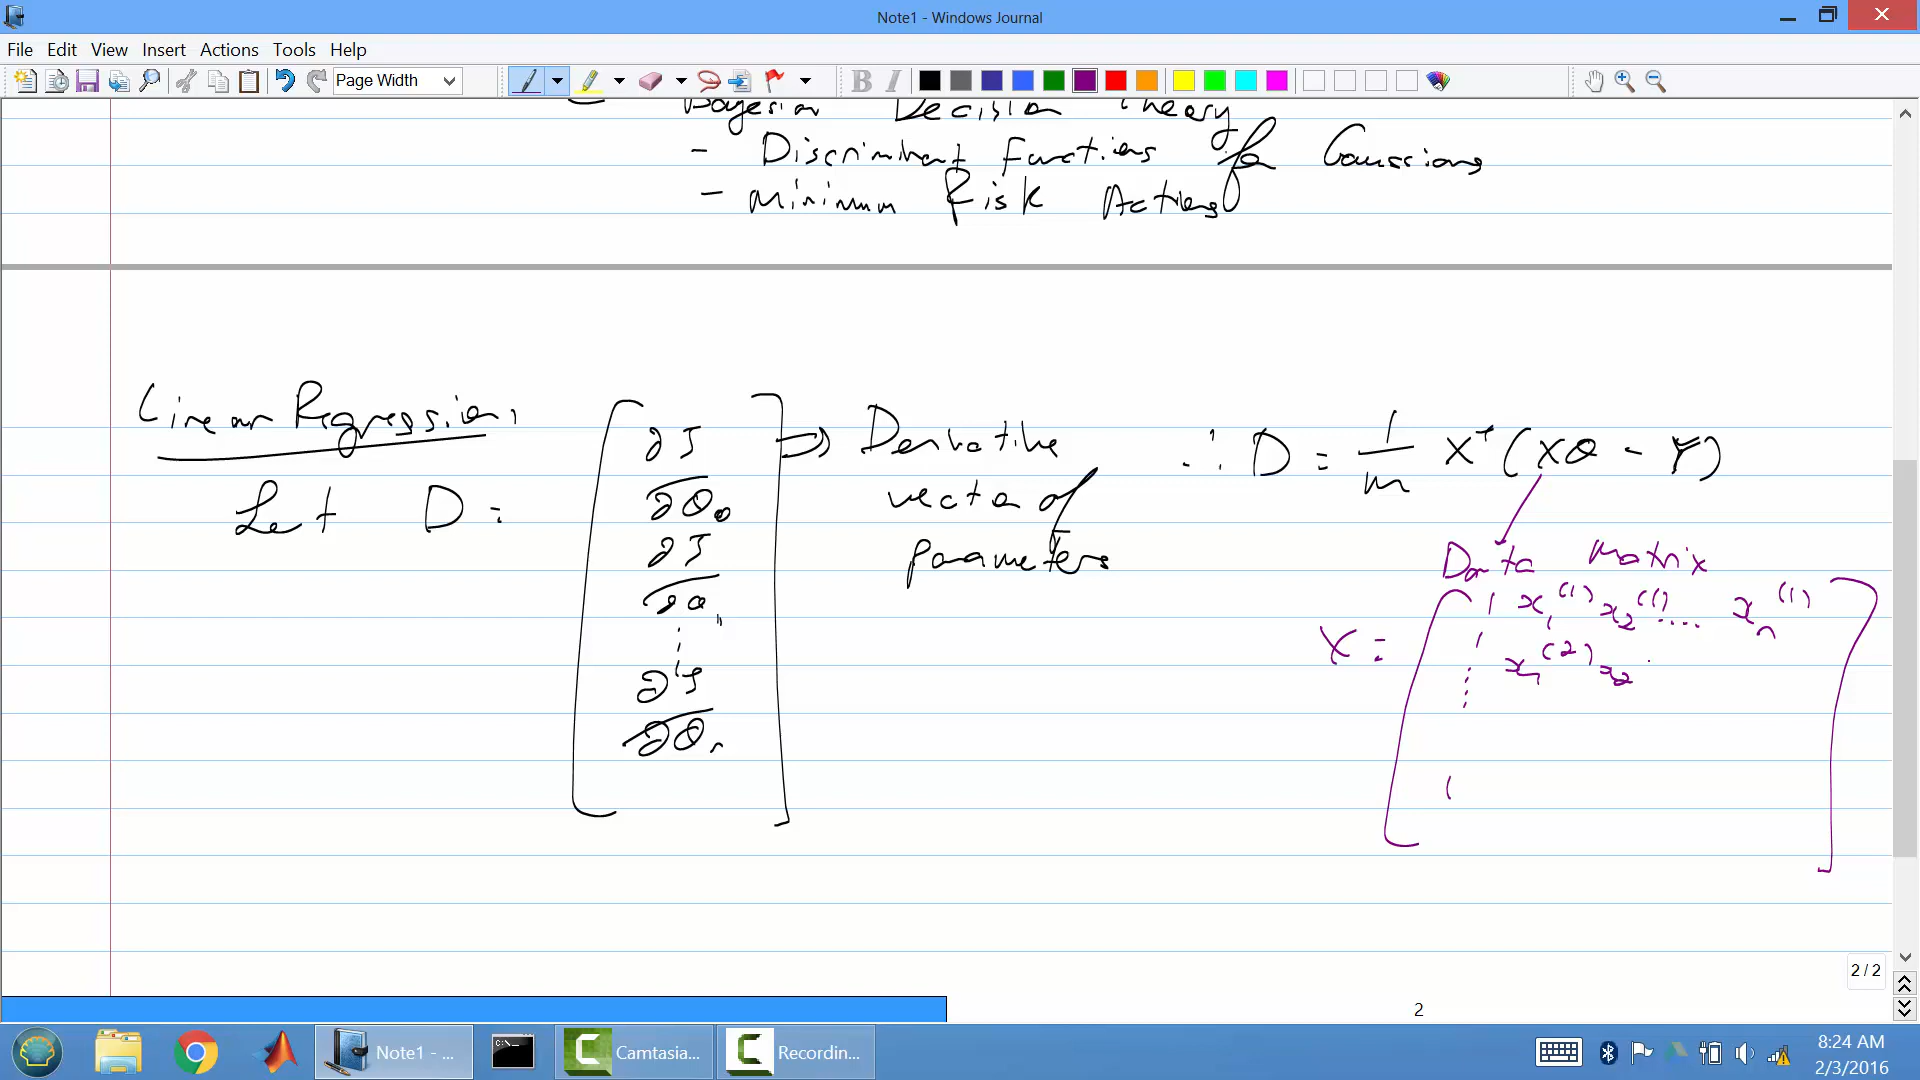 Note1 - Windows Journal
File Edit View Insert Actions Tools Help
Page Width
Bayesian Decision Theory
- Discriminant Functions for Gaussians
- Minimum Risk Actions
Linear Regression
Let D =
∂J
∂θ₀
∂J
∂θ₁
⋮
∂J
∂θₙ
⇒ Derivative
vector of
parameters
∴ D = 1/m Xᵀ (Xθ - Y)
Data Matrix
X =
1 x₁⁽¹⁾ x₂⁽¹⁾ .... xₙ⁽¹⁾
1 x₁⁽²⁾ x₂
⋮
1
2 / 2
2
Note1 - ...
C:\
Camtasia...
Recordin...
8:24 AM
2/3/2016